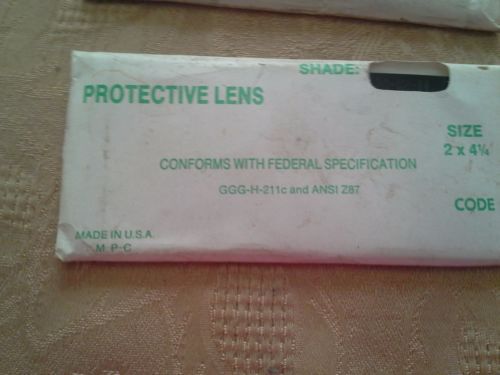 SHADE:
PROTECTIVE LENS
SIZE
2 x 4¼
CONFORMS WITH FEDERAL SPECIFICATION
GGG-H-211c and ANSI Z87
CODE
MADE IN U.S.A.
M-P-C